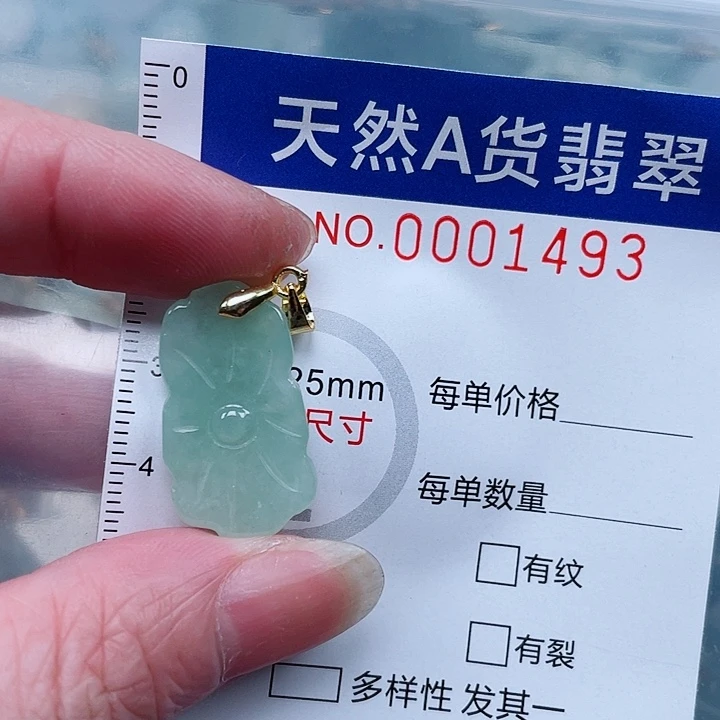 0
天然A货翡翠
NO.0001493
3
25mm
每单价格
尺寸
4
每单数量
有纹
有裂
多样性 发其一